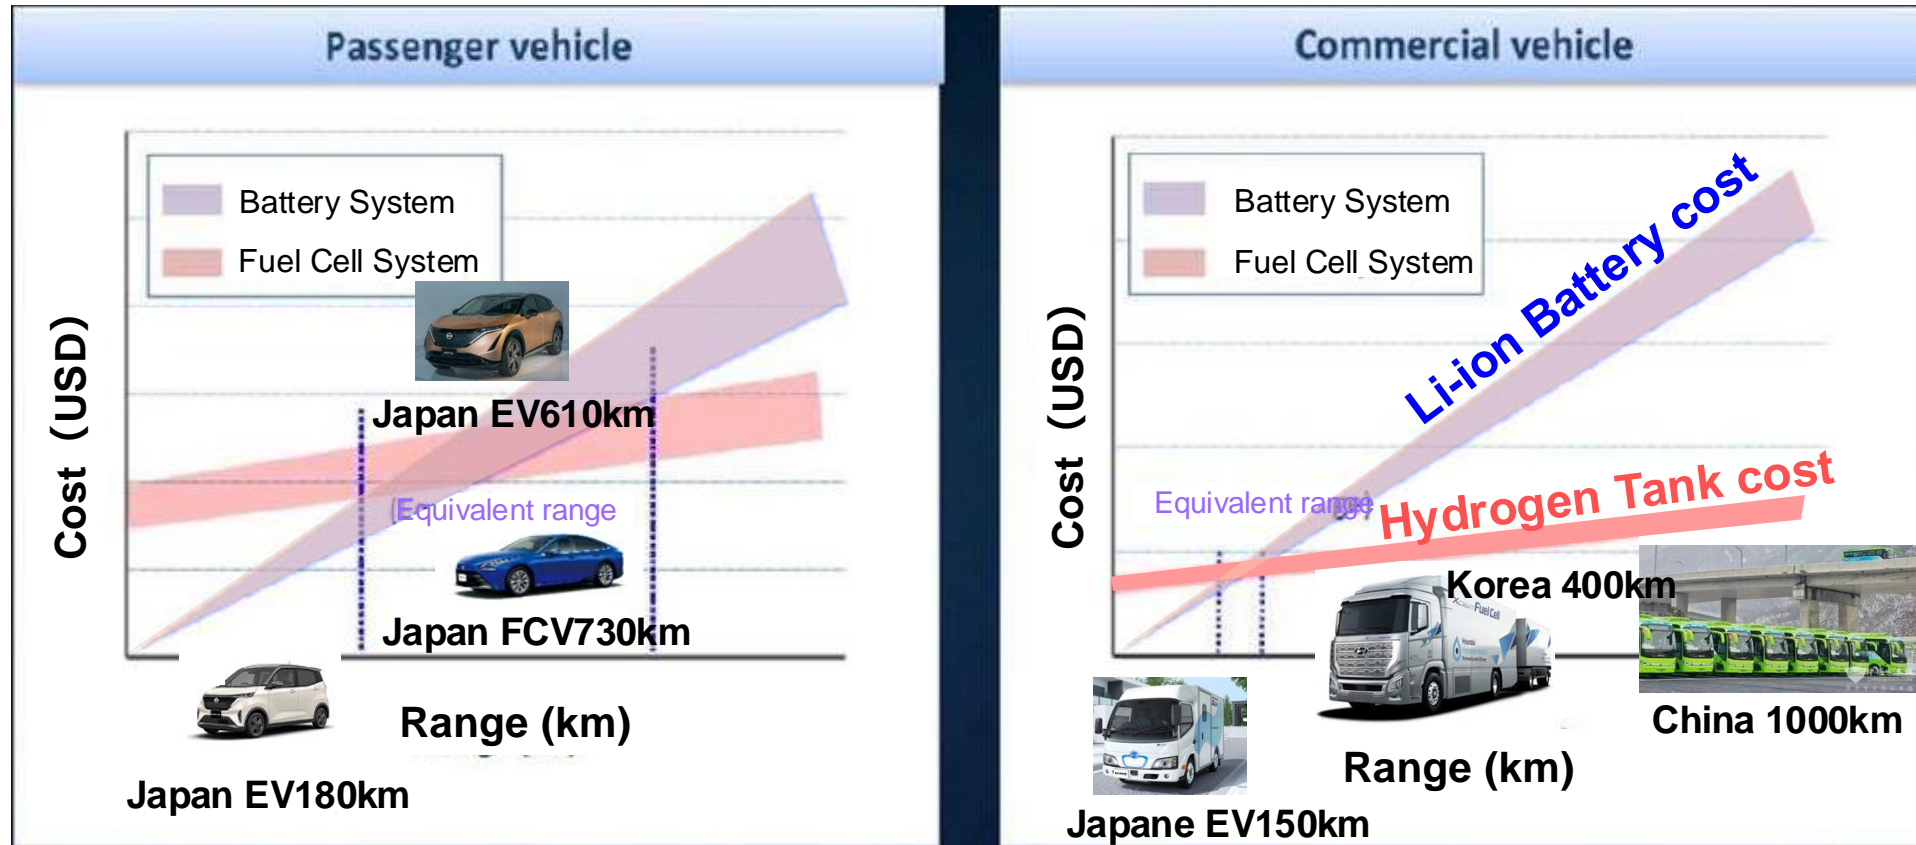 Passenger vehicle
Battery System
Fuel Cell System
Cost (USD)
Japan EV610km
Equivalent range
Japan FCV730km
Range (km)
Japan EV180km
Commercial vehicle
Battery System
Fuel Cell System
Cost (USD)
Li-ion Battery cost
Equivalent range
Hydrogen Tank cost
Korea 400km
Fuel Cell
China 1000km
Range (km)
Japane EV150km